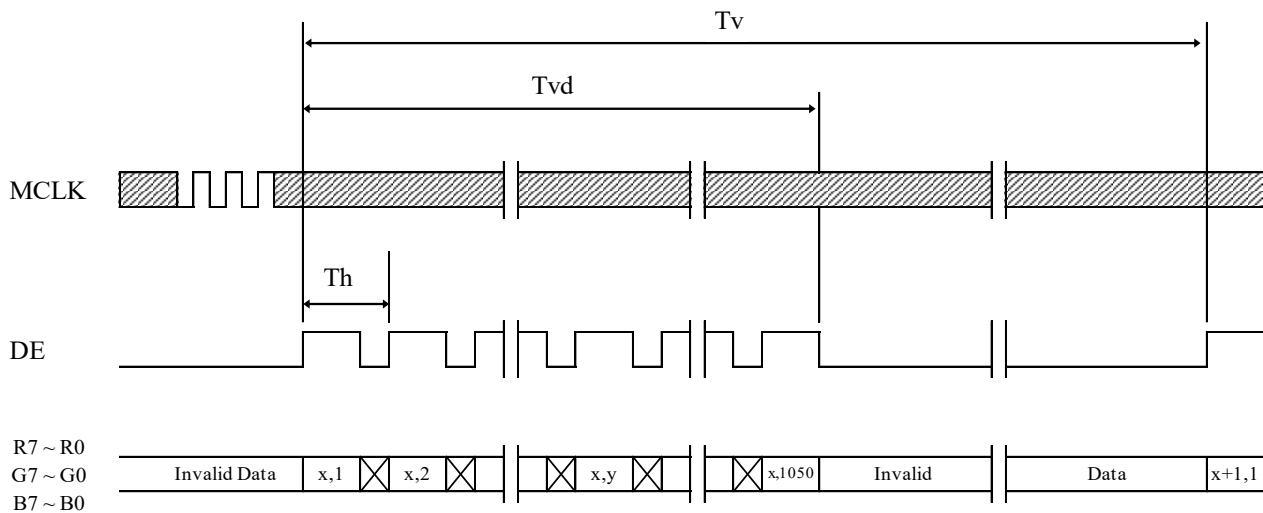 Tv
Tvd
MCLK
Th
DE
R7 ~ R0
G7 ~ G0
B7 ~ B0
Invalid Data x,1 x,2 x,y x,1050 Invalid Data x+1,1